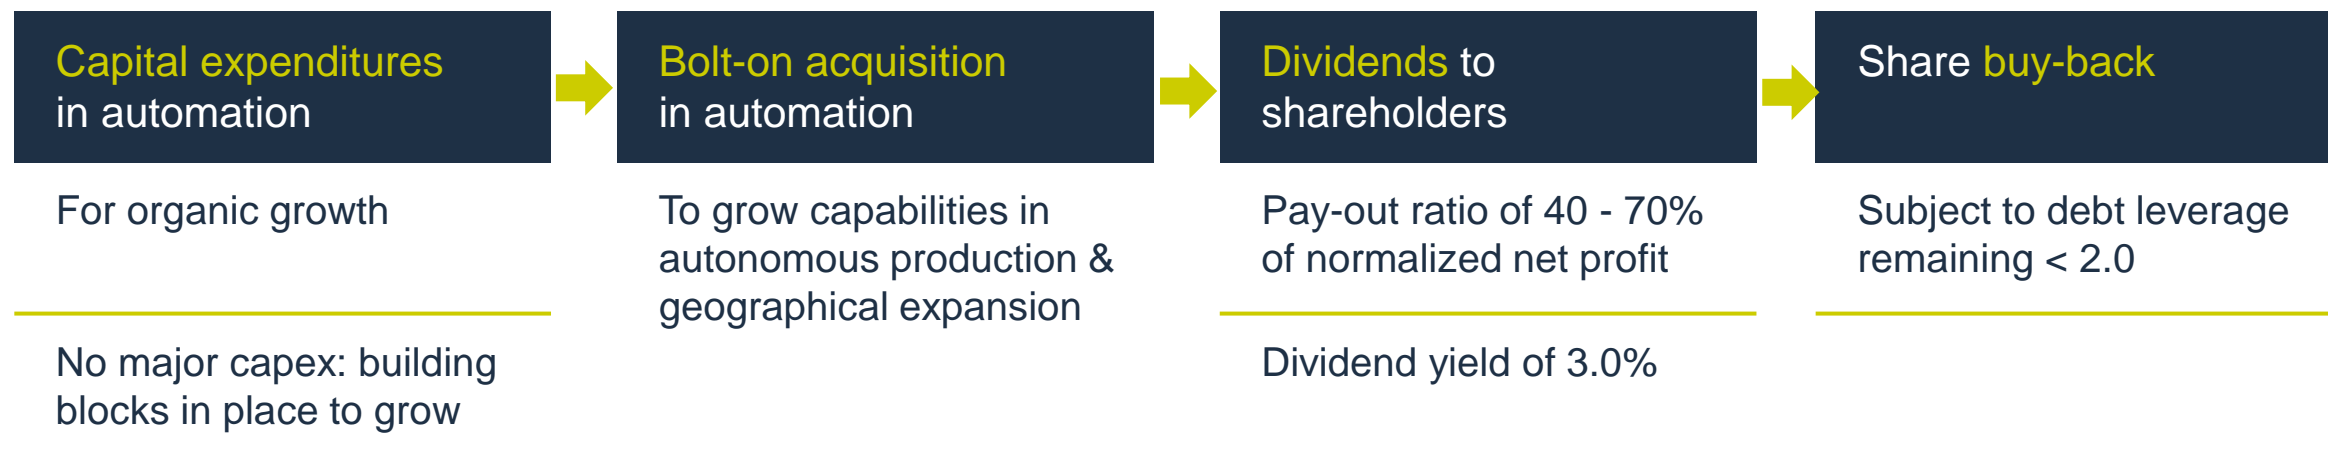 Capital expenditures
in automation
For organic growth
No major capex: building
blocks in place to grow
Bolt-on acquisition
in automation
To grow capabilities in
autonomous production &
geographical expansion
Dividends to
shareholders
Pay-out ratio of 40 - 70%
of normalized net profit
Dividend yield of 3.0%
Share buy-back
Subject to debt leverage
remaining < 2.0